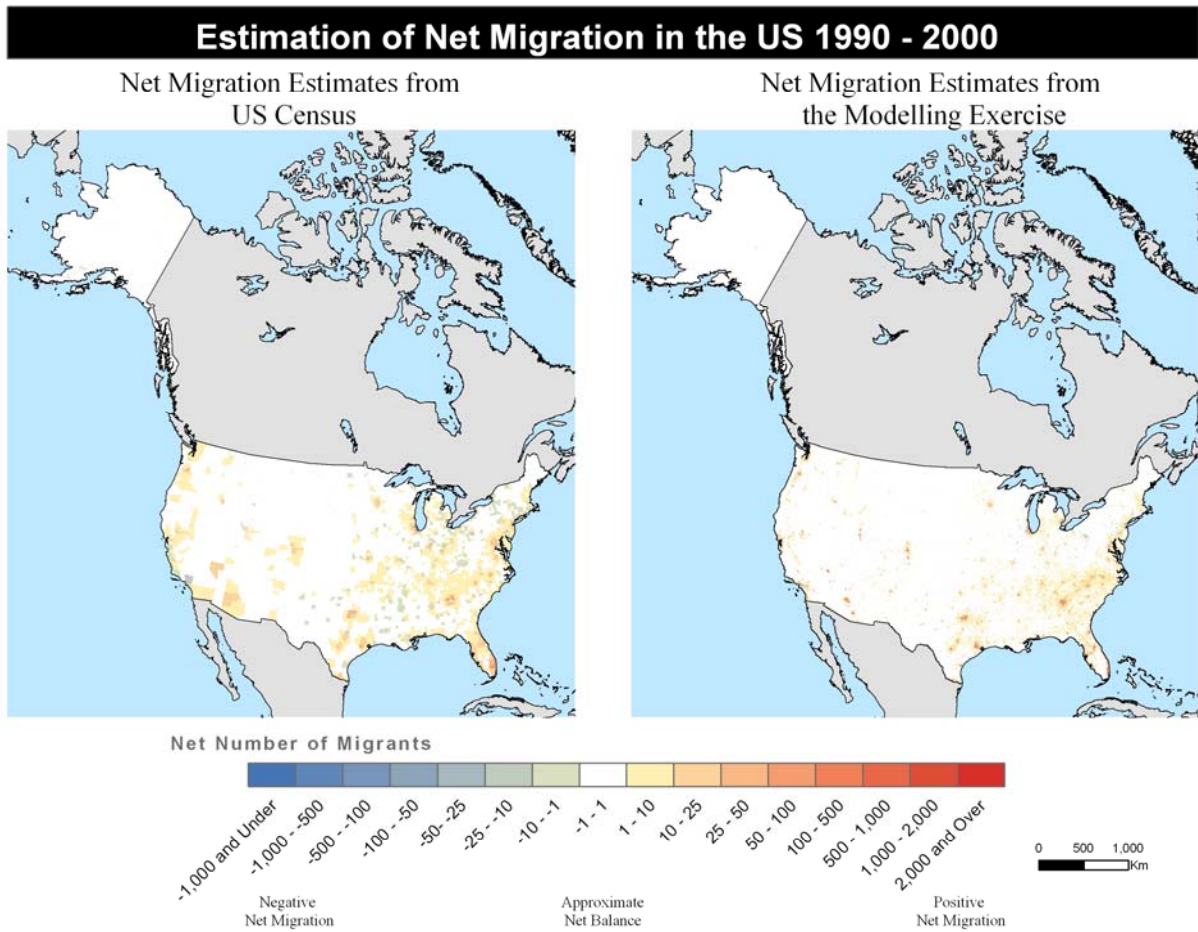 Estimation of Net Migration in the US 1990 - 2000
Net Migration Estimates from
US Census
Net Migration Estimates from
the Modelling Exercise
Net Number of Migrants
-1,000 and Under
-1,000 - -500
-500 - -100
-100 - -50
-50 - -25
-25 - -10
-10 - -1
-1 - 1
1 - 10
10 - 25
25 - 50
50 - 100
100 - 500
500 - 1,000
1,000 - 2,000
2,000 and Over
0 500 1,000
Km
Negative
Net Migration
Approximate
Net Balance
Positive
Net Migration